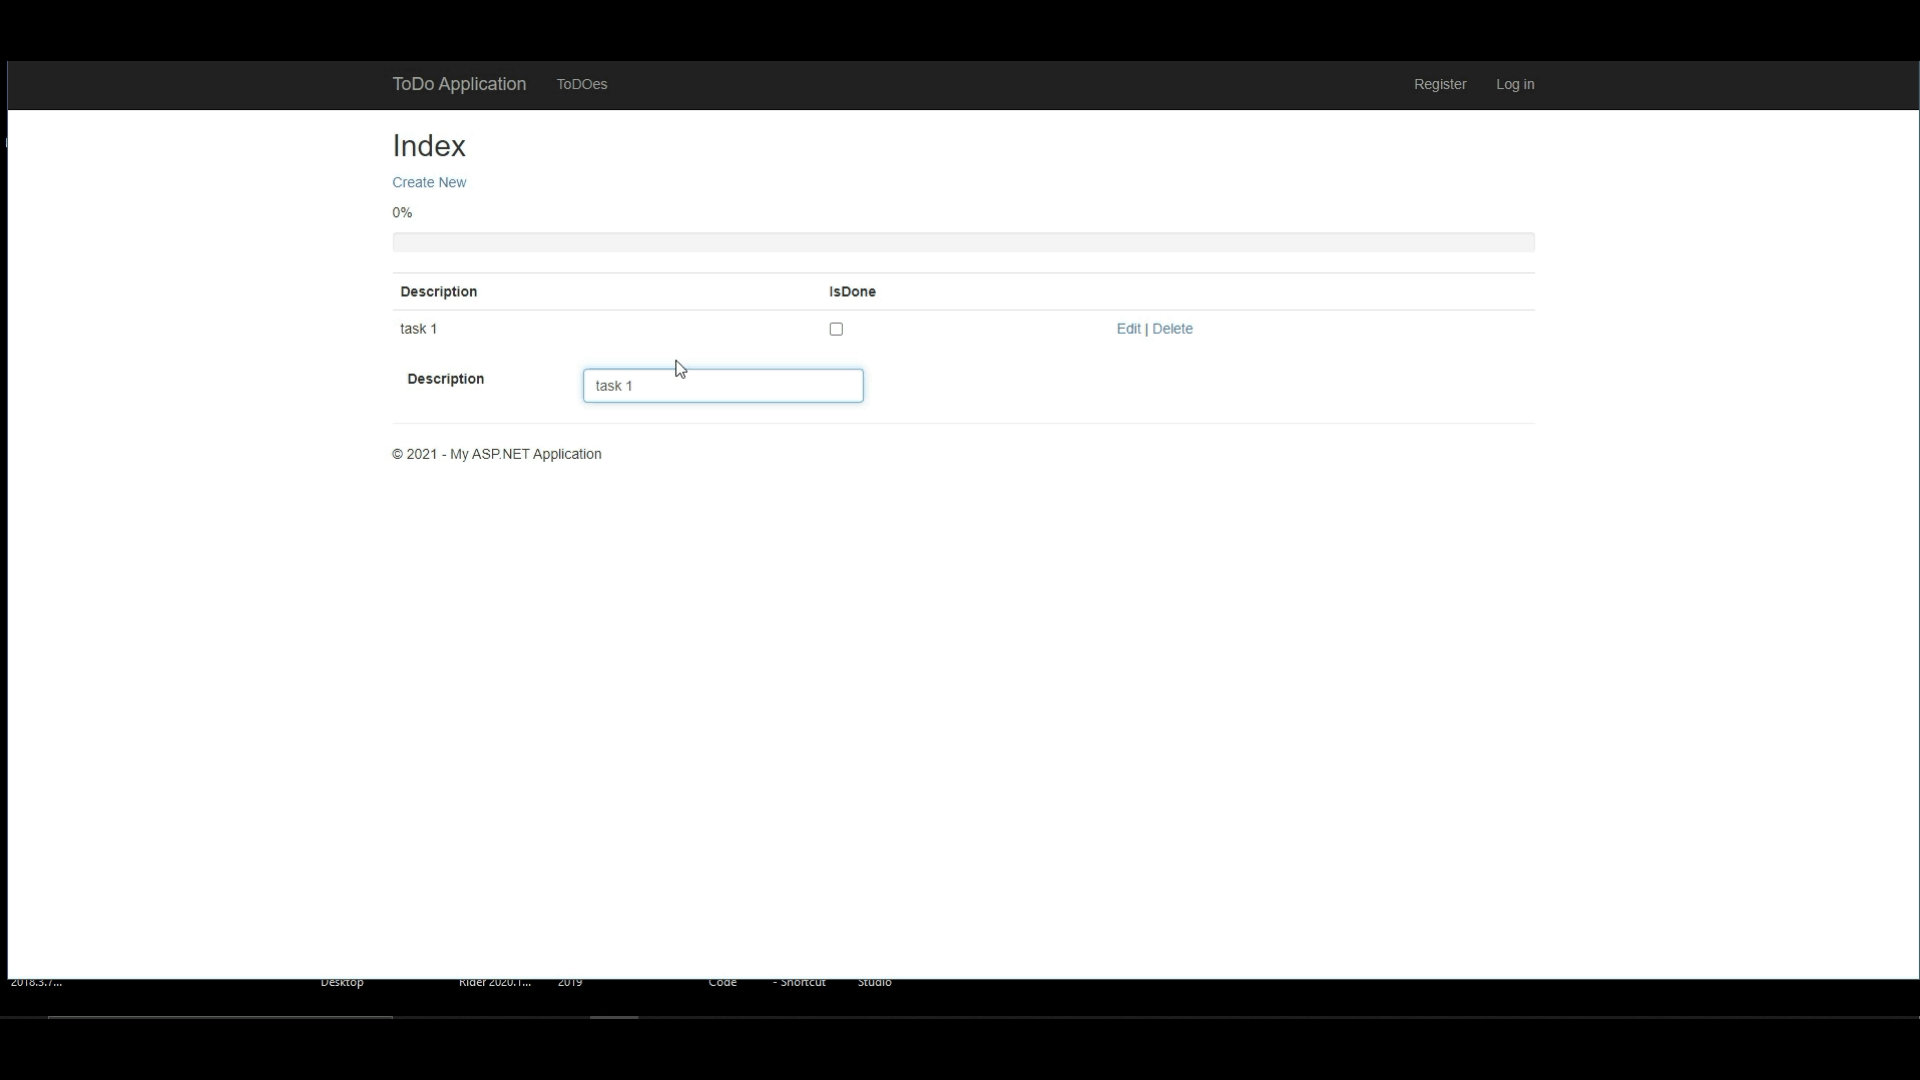 ToDo Application ToDOes Register Log in
Index
Create New
0%
Description IsDone
task 1 Edit | Delete
Description task 1
© 2021 - My ASP.NET Application
2018.3.7... Desktop Rider 2020.1... 2019 Code - Shortcut Studio